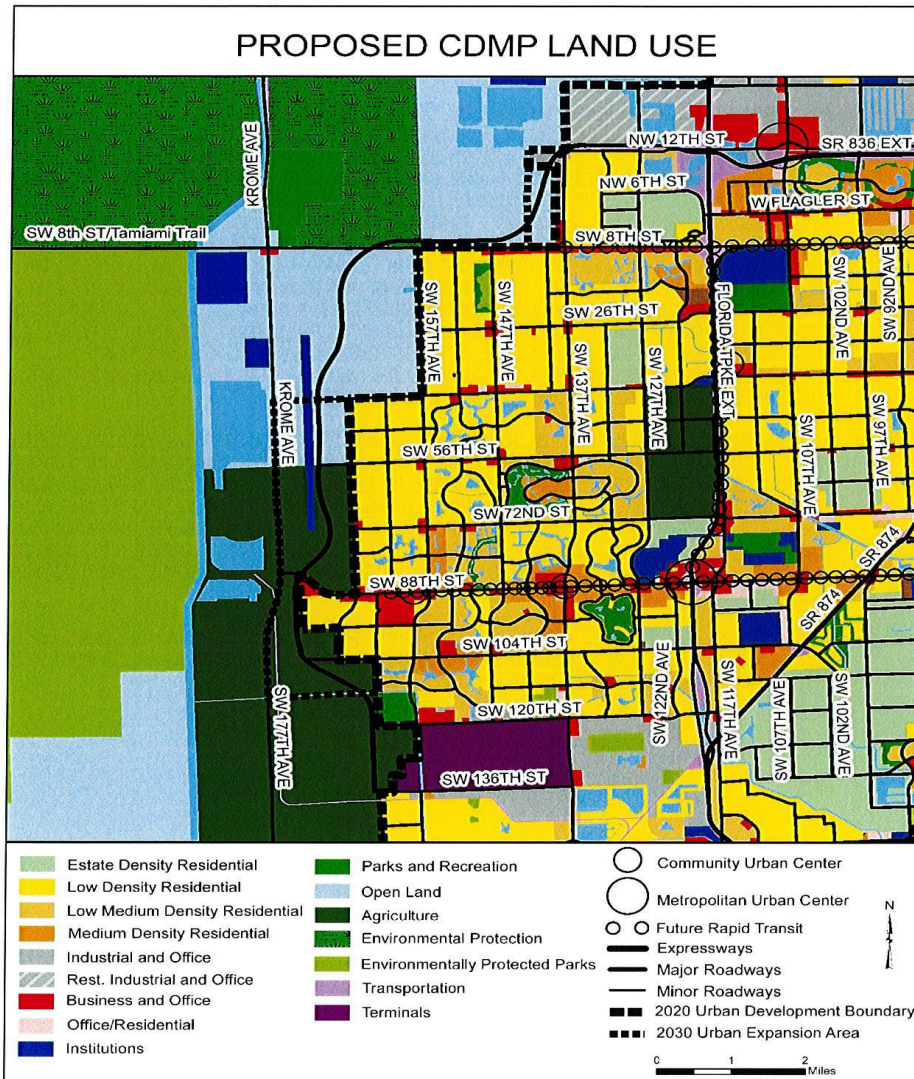 PROPOSED CDMP LAND USE
KROME AVE
NW 12TH ST
SR 836 EXT
NW 6TH ST
W FLAGLER ST
SW 8th ST/Tamiami Trail
SW 8TH ST
SW 157TH AVE
SW 147TH AVE
SW 26TH ST
SW 137TH AVE
SW 127TH AVE
FLORIDA TPKE EXT
SW 102ND AVE
SW 92ND AVE
KROME AVE
SW 56TH ST
SW 107TH AVE
SW 97TH AVE
SW 72ND ST
SW 88TH ST
SR 874
SR 874
SW 104TH ST
SW 177TH AVE
SW 120TH ST
SW 122ND AVE
SW 117TH AVE
SW 107TH AVE
SW 102ND AVE
SW 136TH ST
Estate Density Residential
Low Density Residential
Low Medium Density Residential
Medium Density Residential
Industrial and Office
Rest. Industrial and Office
Business and Office
Office/Residential
Institutions
Parks and Recreation
Open Land
Agriculture
Environmental Protection
Environmentally Protected Parks
Transportation
Terminals
Community Urban Center
Metropolitan Urban Center
Future Rapid Transit
Expressways
Major Roadways
Minor Roadways
2020 Urban Development Boundary
2030 Urban Expansion Area
N
0 1 2
Miles